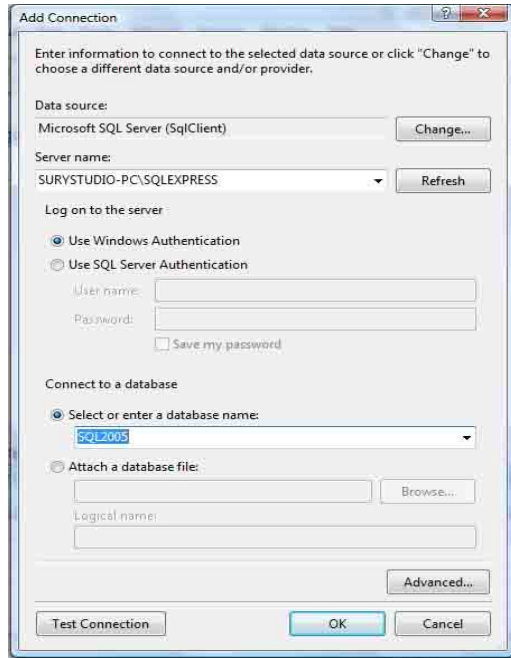 Add Connection
Enter information to connect to the selected data source or click "Change" to
choose a different data source and/or provider.
Data source:
Microsoft SQL Server (SqlClient)
Change...
Server name:
SURYSTUDIO-PC\SQLEXPRESS
Refresh
Log on to the server
Use Windows Authentication
Use SQL Server Authentication
User name:
Password:
Save my password
Connect to a database
Select or enter a database name:
SQL2005
Attach a database file:
Browse...
Logical name:
Advanced...
Test Connection
OK
Cancel